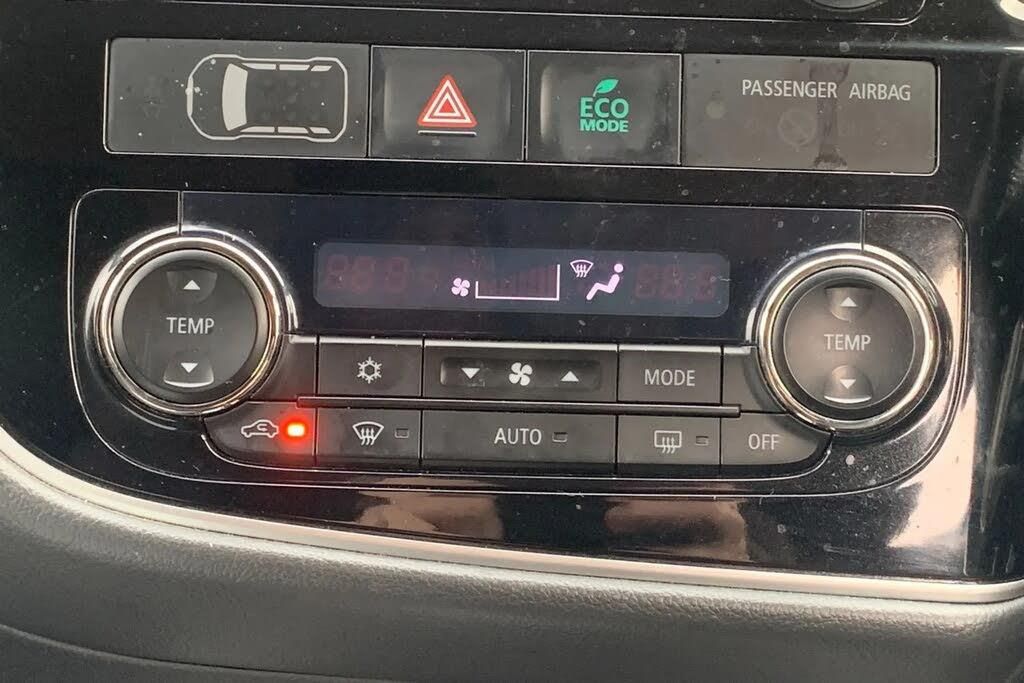 ECO
MODE
PASSENGER AIRBAG
TEMP
TEMP
MODE
AUTO
OFF